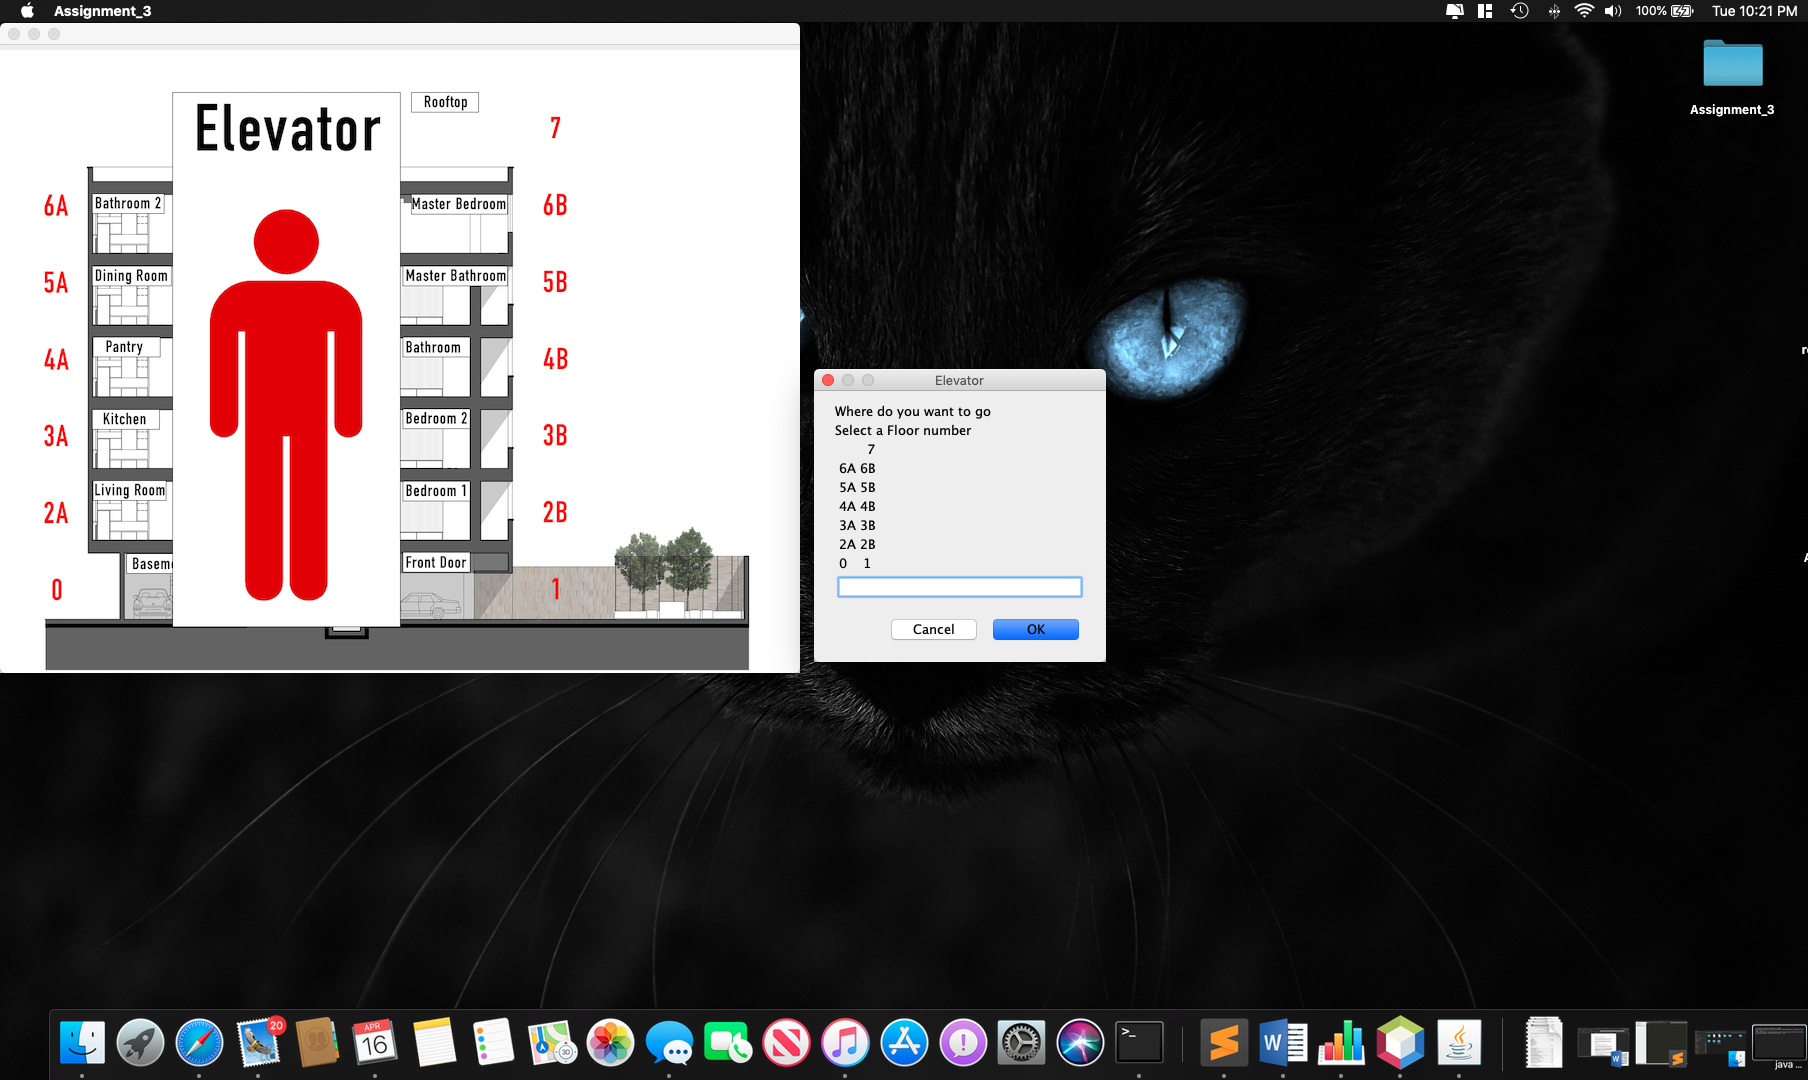 Assignment_3
100%
Tue 10:21 PM
Assignment_3
Elevator
Rooftop
7
6A
Bathroom 2
Master Bedroom
6B
5A
Dining Room
Master Bathroom
5B
4A
Pantry
Bathroom
4B
3A
Kitchen
Bedroom 2
3B
2A
Living Room
Bedroom 1
2B
0
Basem
Front Door
1
Elevator
Where do you want to go
Select a Floor number
7
6A 6B
5A 5B
4A 4B
3A 3B
2A 2B
0 1
Cancel
OK
20
APR
16
3D
>_
W
java ...